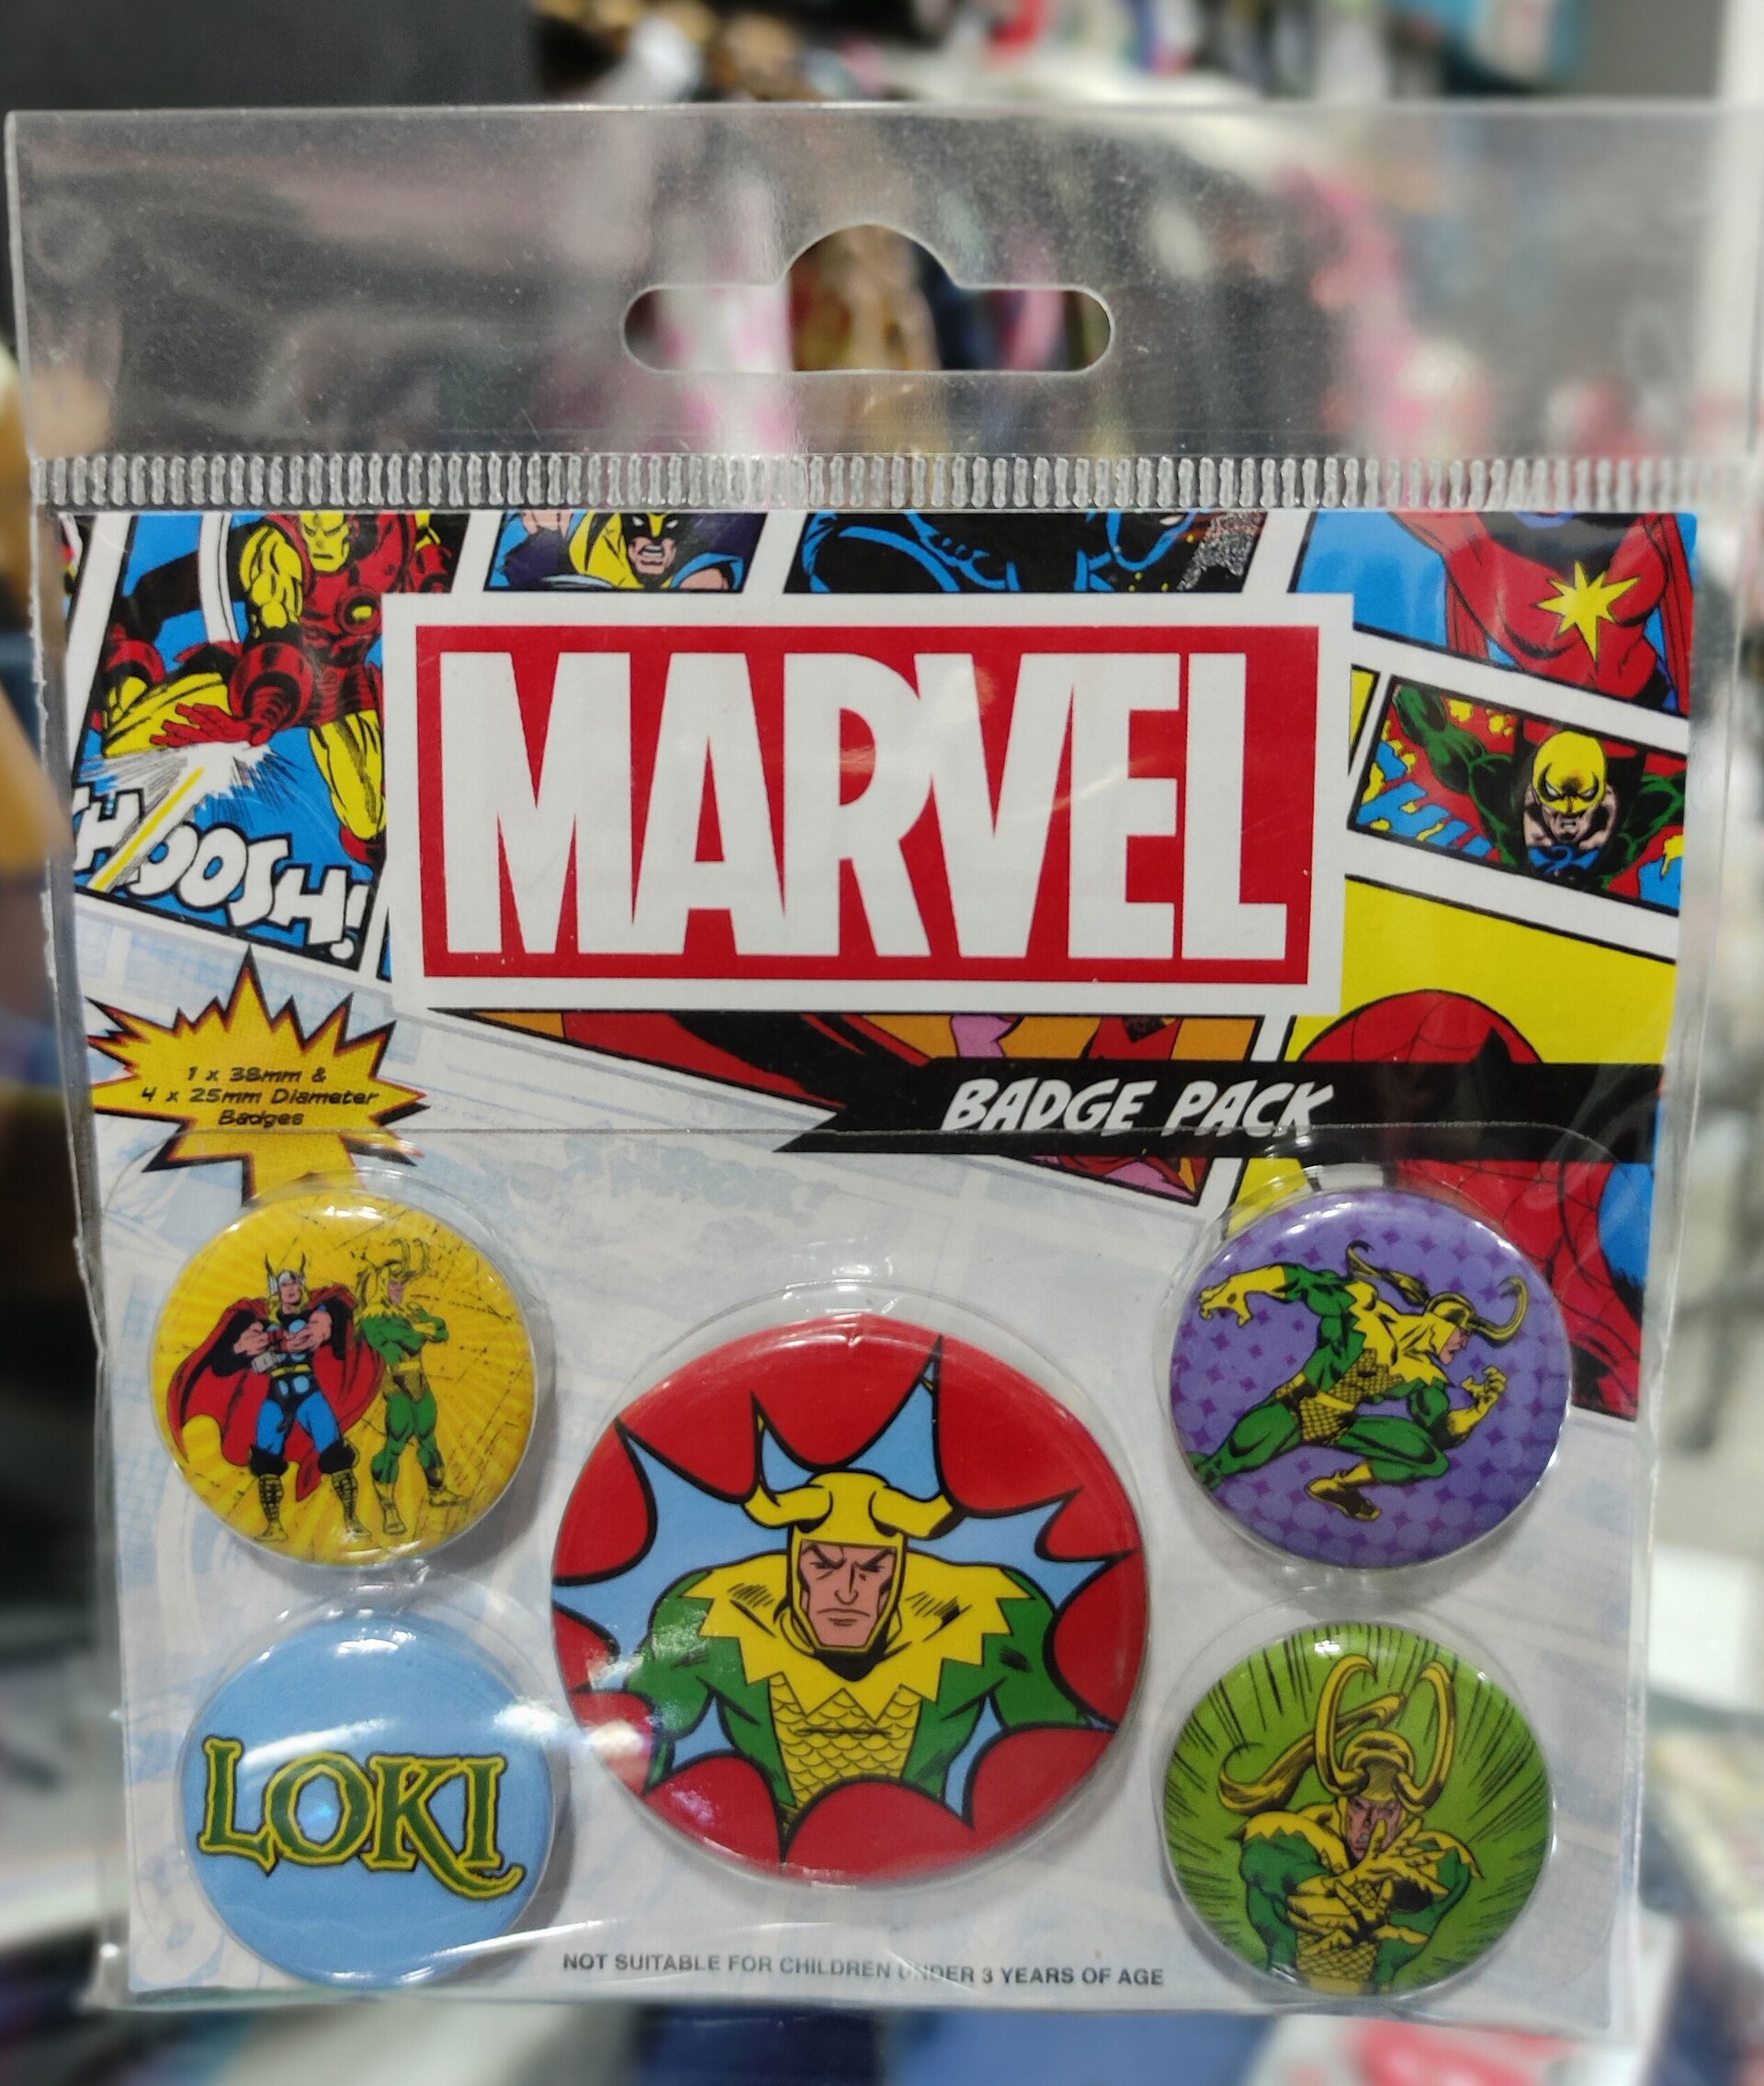 MARVEL
HOOSH!
1 x 38mm &
4 x 25mm Diameter
Badges
BADGE PACK
LOKI
NOT SUITABLE FOR CHILDREN UNDER 3 YEARS OF AGE